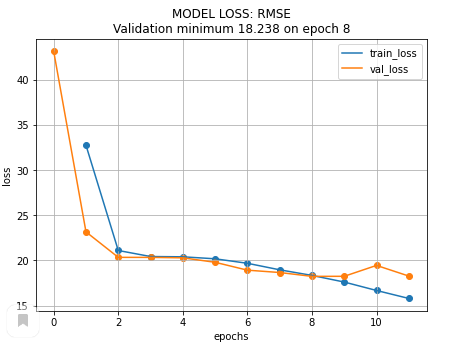 MODEL LOSS: RMSE
Validation minimum 18.238 on epoch 8
train_loss
val_loss
40
35
30
25
20
15
loss
0 2 4 6 8 10
epochs